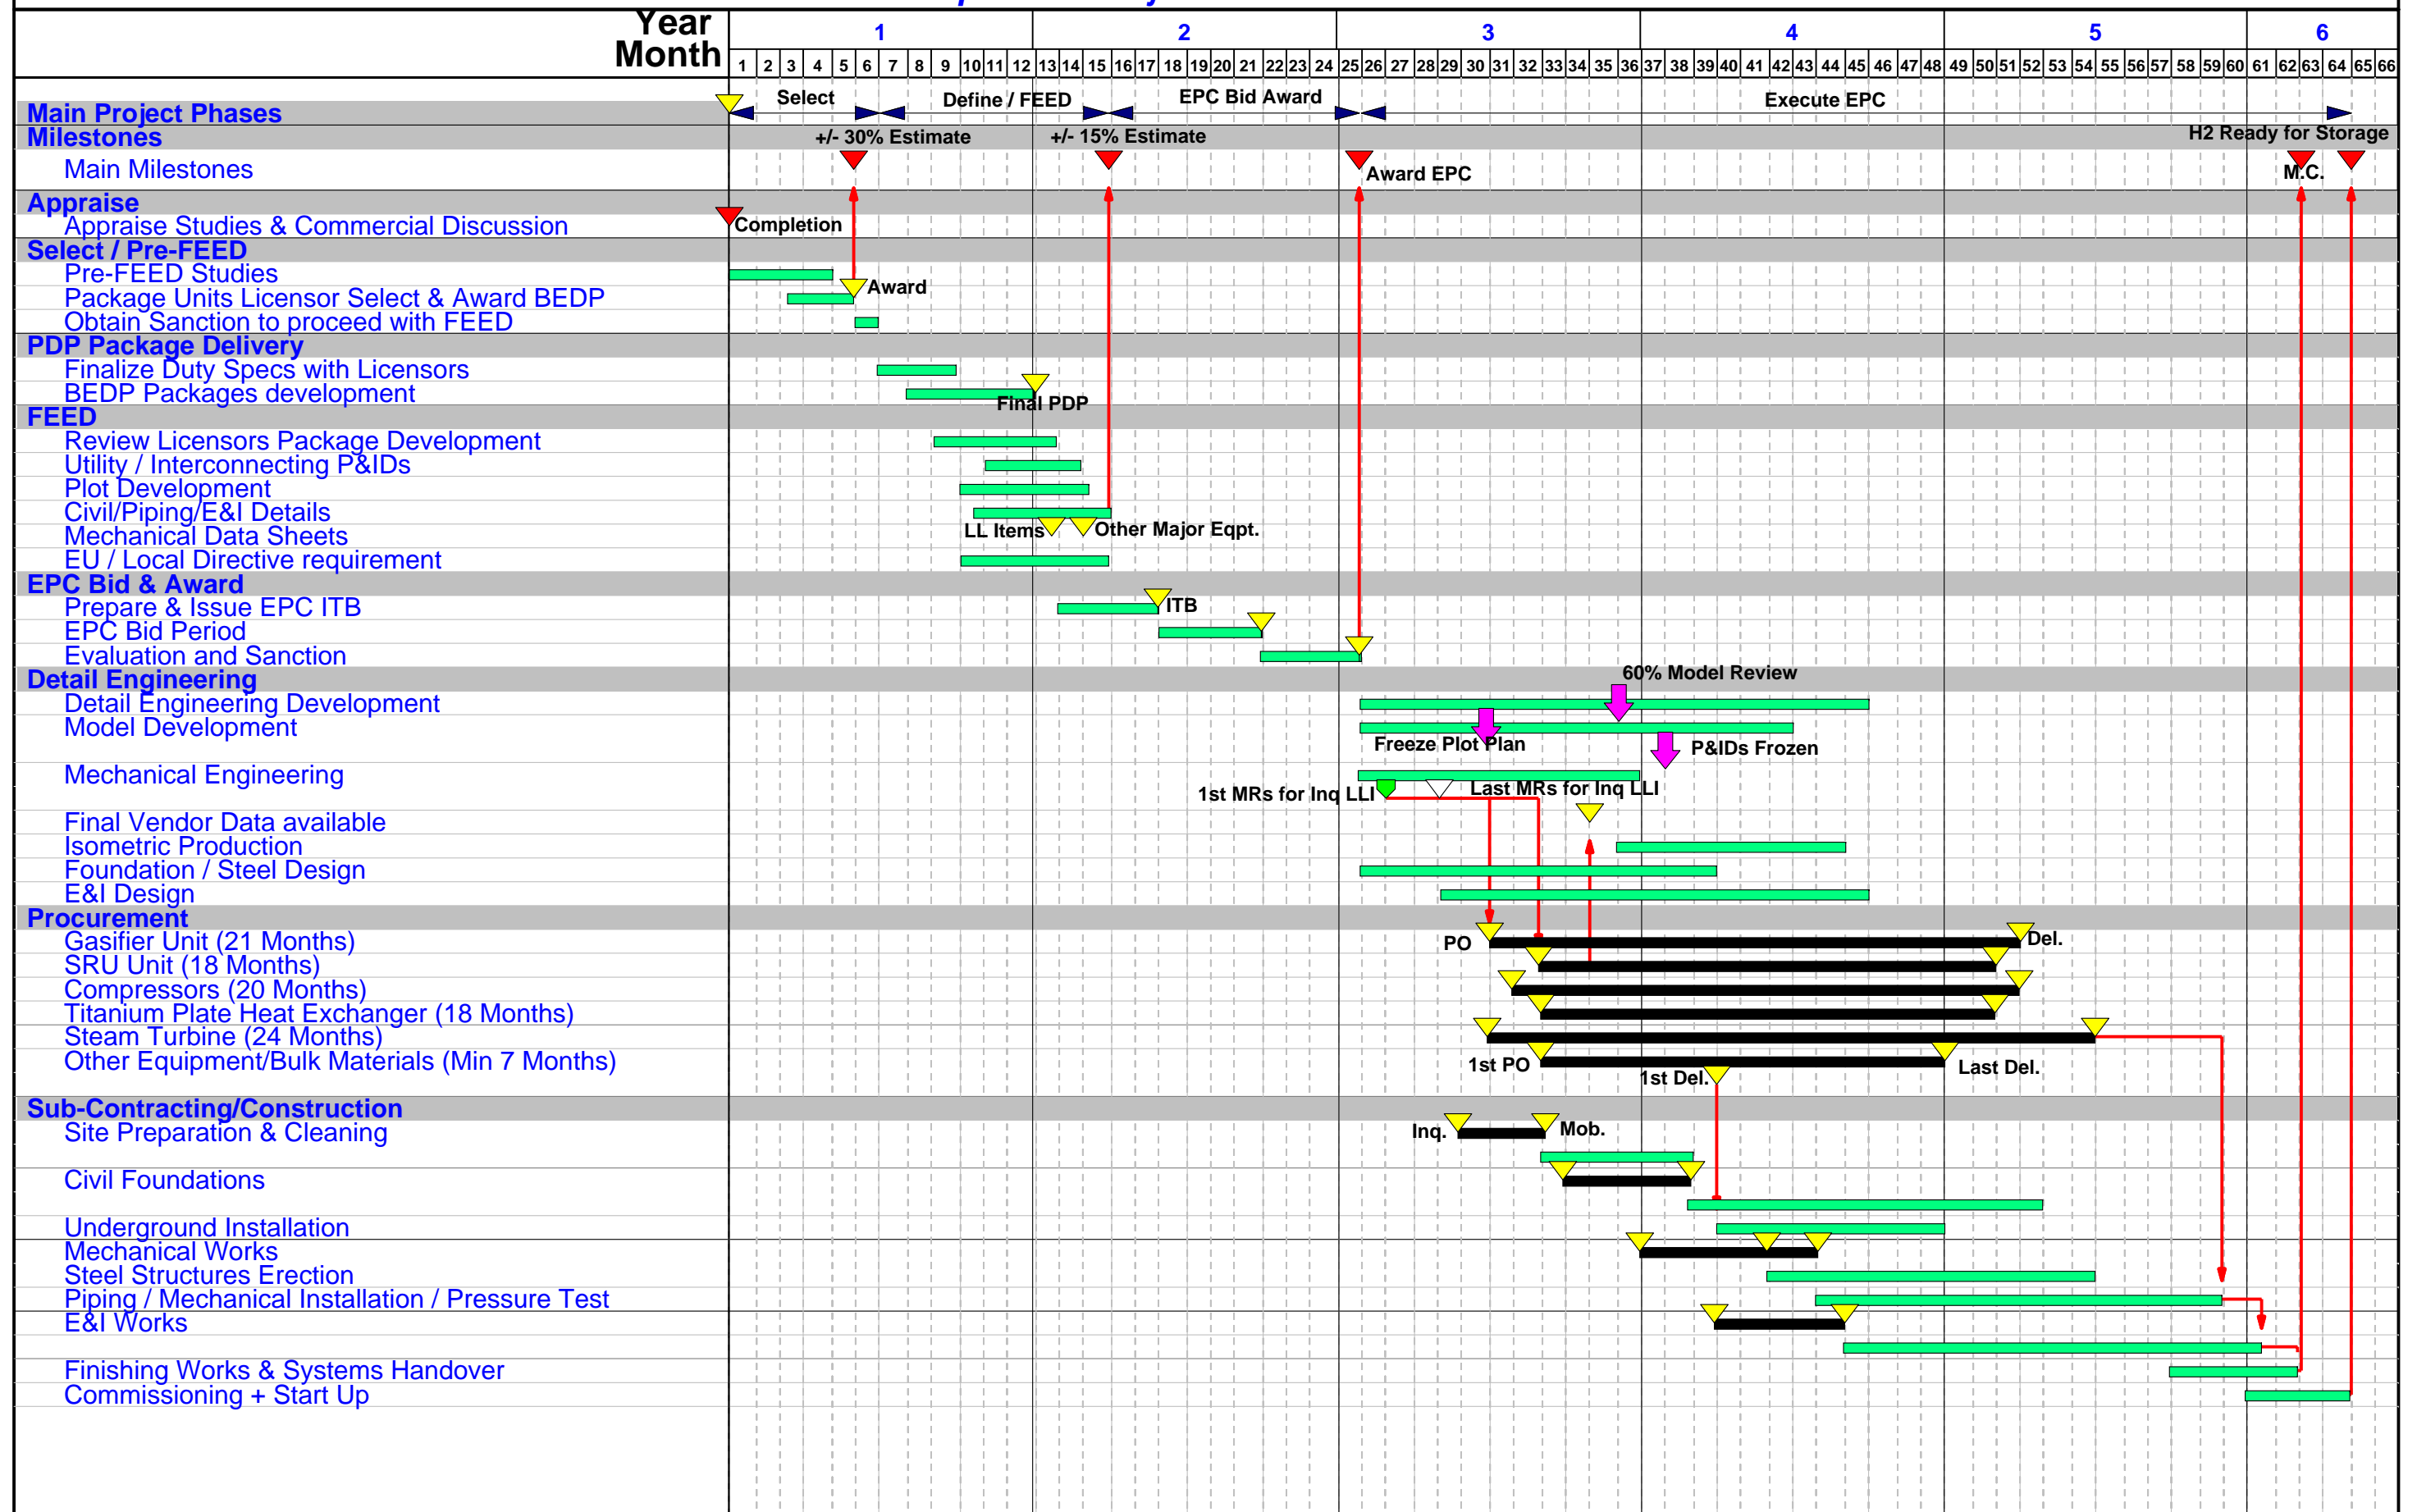 Year 1 2 3 4 5 6
Month 1 2 3 4 5 6 7 8 9 10 11 12 13 14 15 16 17 18 19 20 21 22 23 24 25 26 27 28 29 30 31 32 33 34 35 36 37 38 39 40 41 42 43 44 45 46 47 48 49 50 51 52 53 54 55 56 57 58 59 60 61 62 63 64 65 66
Main Project Phases Select Define / FEED EPC Bid Award Execute EPC
Milestones +/- 30% Estimate +/- 15% Estimate H2 Ready for Storage
Main Milestones Award EPC M.C.
Appraise
Appraise Studies & Commercial Discussion Completion
Select / Pre-FEED
Pre-FEED Studies
Package Units Licensor Select & Award BEDP Award
Obtain Sanction to proceed with FEED
PDP Package Delivery
Finalize Duty Specs with Licensors
BEDP Packages development Final PDP
FEED
Review Licensors Package Development
Utility / Interconnecting P&IDs
Plot Development
Civil/Piping/E&I Details
Mechanical Data Sheets LL Items Other Major Eqpt.
EU / Local Directive requirement
EPC Bid & Award
Prepare & Issue EPC ITB ITB
EPC Bid Period
Evaluation and Sanction
Detail Engineering 60% Model Review
Detail Engineering Development
Model Development Freeze Plot Plan P&IDs Frozen
Mechanical Engineering 1st MRs for Inq LLI Last MRs for Inq LLI
Final Vendor Data available
Isometric Production
Foundation / Steel Design
E&I Design
Procurement
Gasifier Unit (21 Months) PO Del.
SRU Unit (18 Months)
Compressors (20 Months)
Titanium Plate Heat Exchanger (18 Months)
Steam Turbine (24 Months)
Other Equipment/Bulk Materials (Min 7 Months) 1st PO 1st Del. Last Del.
Sub-Contracting/Construction
Site Preparation & Cleaning Inq. Mob.
Civil Foundations
Underground Installation
Mechanical Works
Steel Structures Erection
Piping / Mechanical Installation / Pressure Test
E&I Works
Finishing Works & Systems Handover
Commissioning + Start Up